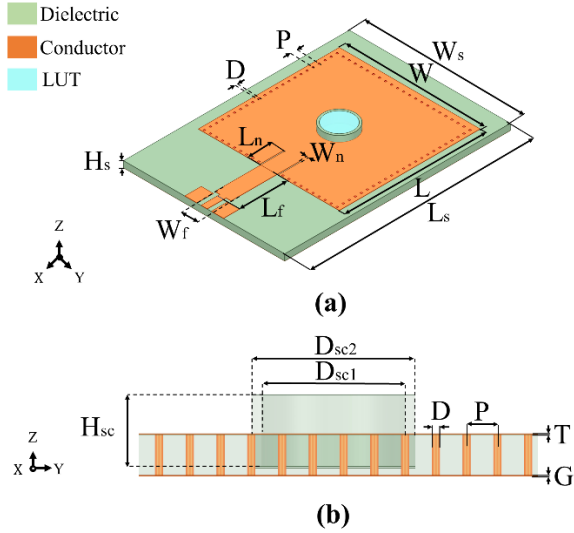 Dielectric
Conductor
LUT
P
D
W
Ws
Ln
Wn
Hs
L
Ls
Lf
Wf
Z
X
Y
(a)
Dsc2
Dsc1
Hsc
D
P
T
Z
X
Y
G
(b)